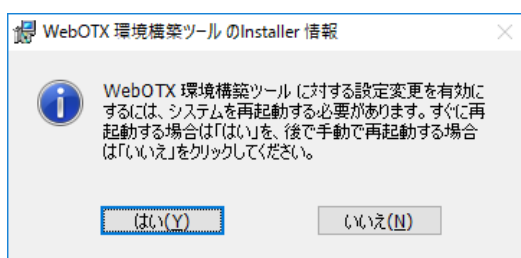 WebOTX 環境構築ツール のInstaller 情報
WebOTX 環境構築ツール に対する設定変更を有効に
するには、システムを再起動する必要があります。すぐに再
起動する場合は「はい」を、後で手動で再起動する場合
は「いいえ」をクリックしてください。
はい(Y)
いいえ(N)